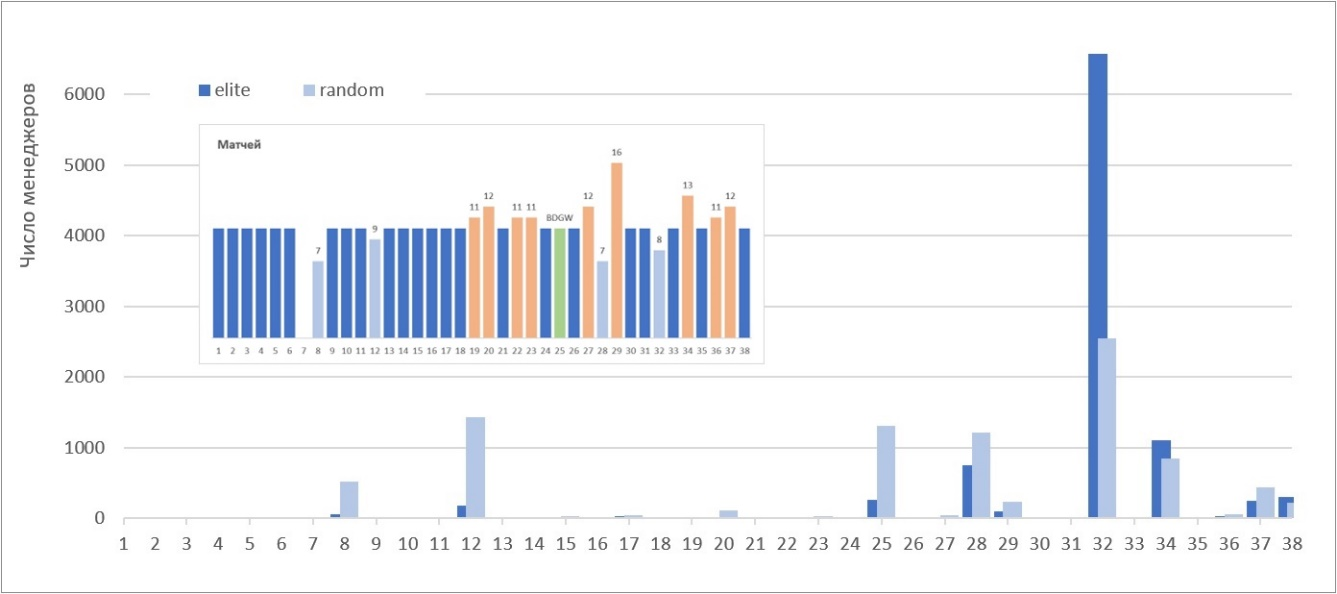 Число менеджеров
6000
5000
4000
3000
2000
1000
0
elite random
Матчей
11 12 11 11 BDGW 12 16 13 11 12
7 9 7 8
1 2 3 4 5 6 7 8 9 10 11 12 13 14 15 16 17 18 19 20 21 22 23 24 25 26 27 28 29 30 31 32 33 34 35 36 37 38
1 2 3 4 5 6 7 8 9 10 11 12 13 14 15 16 17 18 19 20 21 22 23 24 25 26 27 28 29 30 31 32 33 34 35 36 37 38